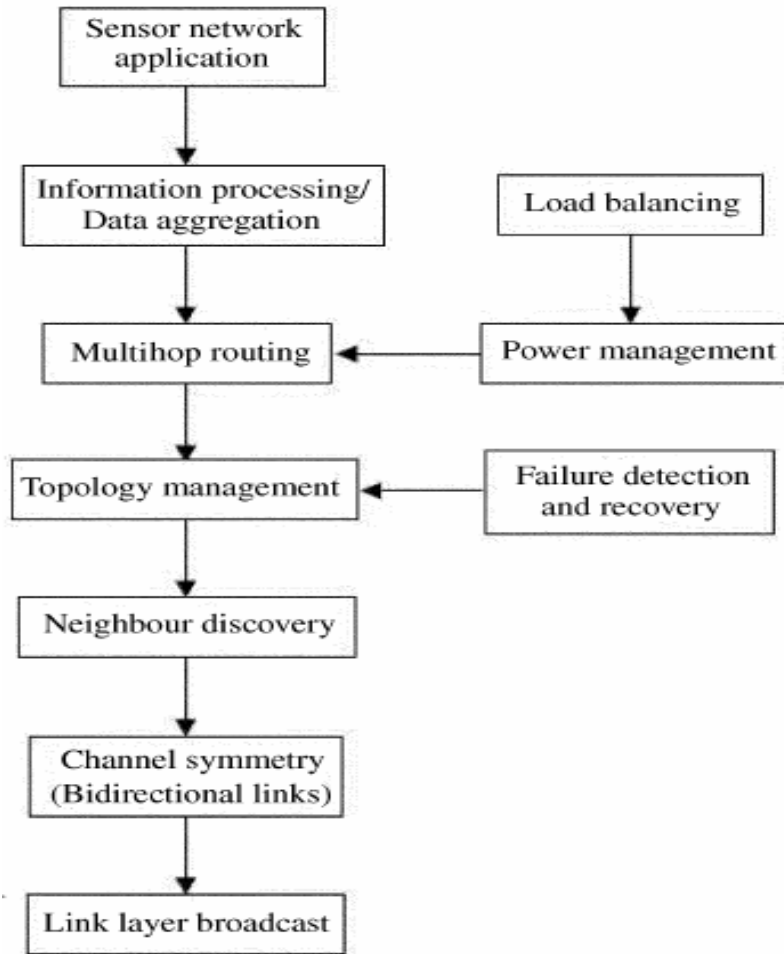 Sensor network
application
Information processing/
Data aggregation
Load balancing
Multihop routing
Power management
Topology management
Failure detection
and recovery
Neighbour discovery
Channel symmetry
(Bidirectional links)
Link layer broadcast